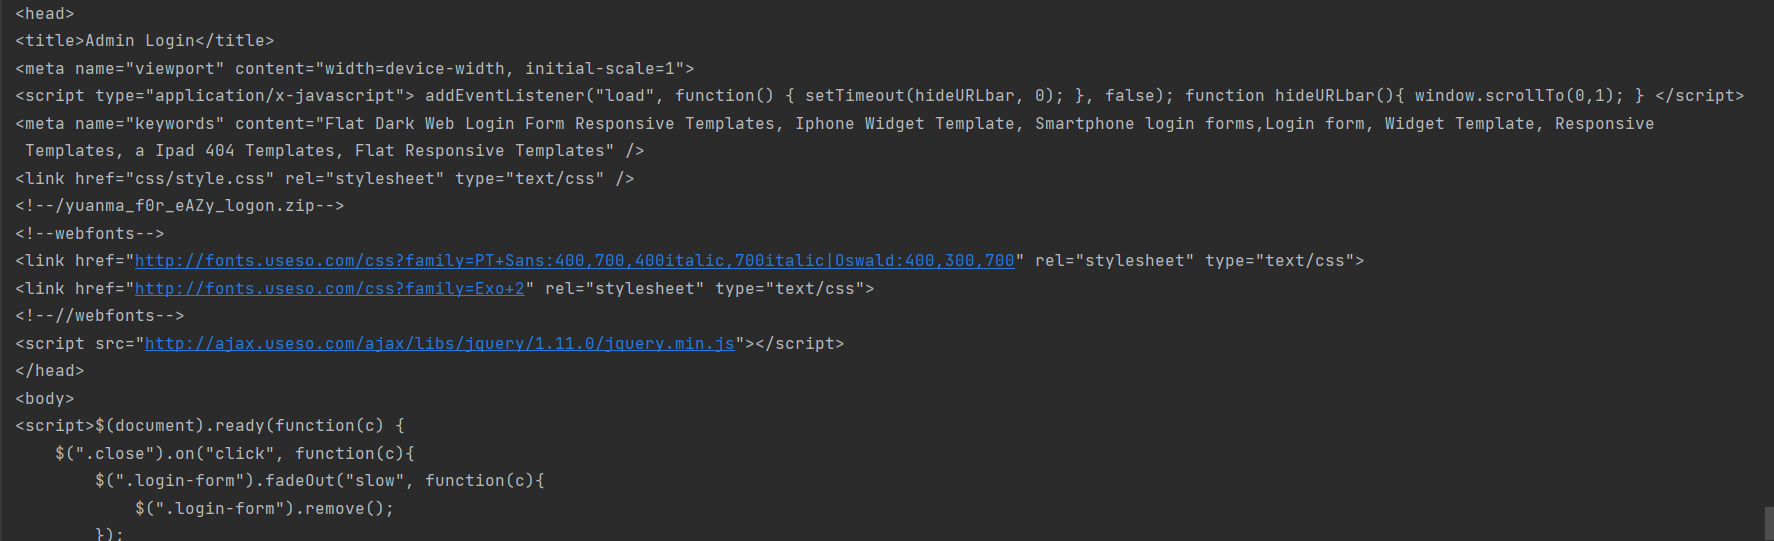 <head>
<title>Admin Login</title>
<meta name="viewport" content="width=device-width, initial-scale=1">
<script type="application/x-javascript"> addEventListener("load", function() { setTimeout(hideURLbar, 0); }, false); function hideURLbar(){ window.scrollTo(0,1); } </script>
<meta name="keywords" content="Flat Dark Web Login Form Responsive Templates, Iphone Widget Template, Smartphone login forms,Login form, Widget Template, Responsive
Templates, a Ipad 404 Templates, Flat Responsive Templates" />
<link href="css/style.css" rel="stylesheet" type="text/css" />
<!--/yuanma_f0r_eAZy_logon.zip-->
<!--webfonts-->
<link href="http://fonts.useso.com/css?family=PT+Sans:400,700,400italic,700italic|Oswald:400,300,700" rel="stylesheet" type="text/css">
<link href="http://fonts.useso.com/css?family=Exo+2" rel="stylesheet" type="text/css">
<!--//webfonts-->
<script src="http://ajax.useso.com/ajax/libs/jquery/1.11.0/jquery.min.js"></script>
</head>
<body>
<script>$(document).ready(function(c) {
$(".close").on("click", function(c){
$(".login-form").fadeOut("slow", function(c){
$(".login-form").remove();
});